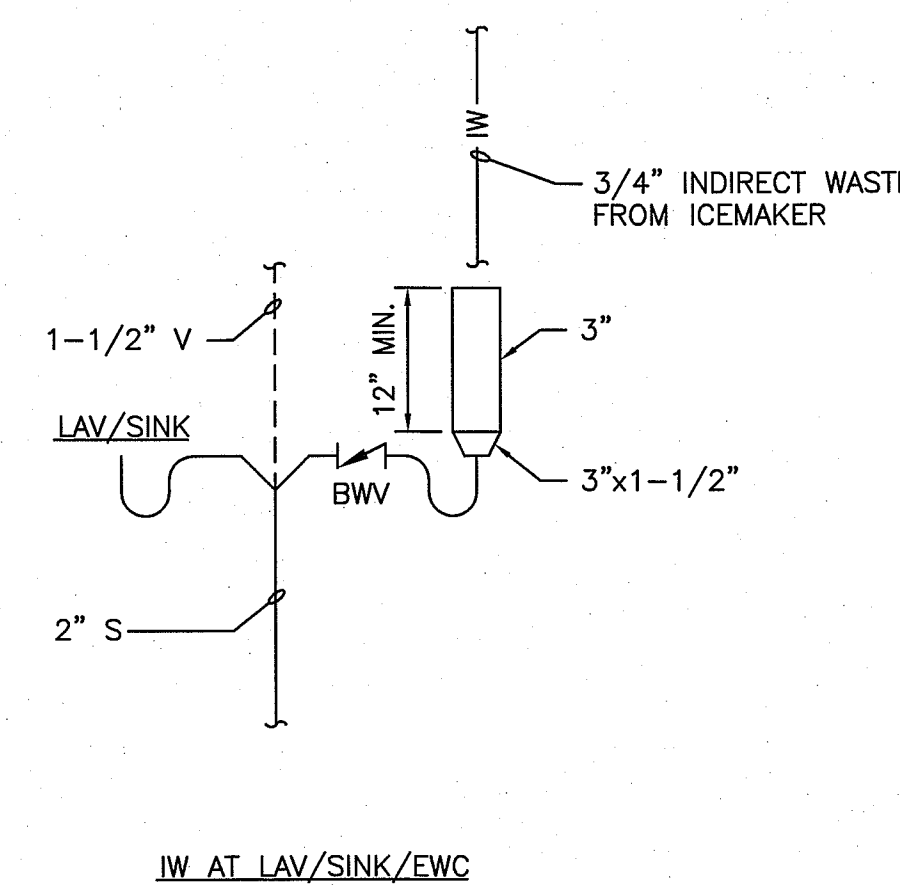 IW
3/4" INDIRECT
FROM ICEMAKER
1-1/2" V
12" MIN.
3"
LAV/SINK
BWV
3"x1-1/2"
2" S
IW AT LAV/SINK/EWC